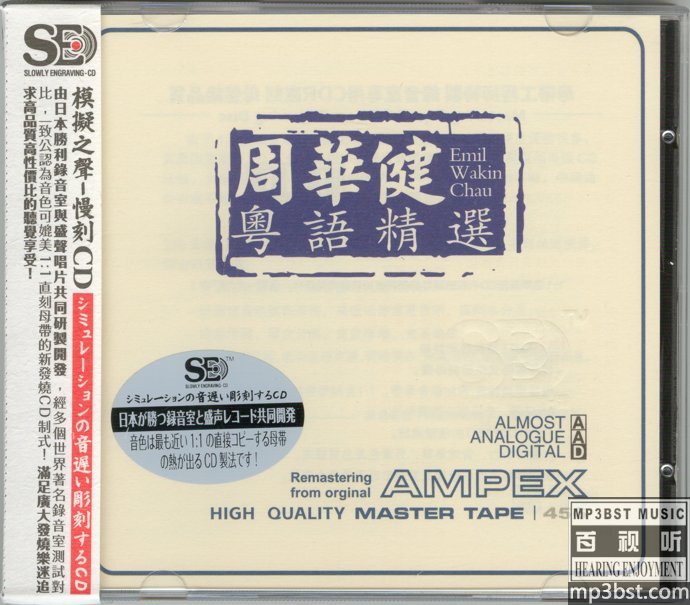 SE
SLOWLY ENGRAVING-CD
模擬之聲-慢刻CD
シミュレーションの音遅い彫刻するCD
由日本勝利錄音室與盛聲唱片共同研製開發，經多個世界著名錄音室測試對
比，一致公認為音色可媲美1:1直刻母帶的新發燒CD制式！滿足廣大發燒樂迷追
求高品質高性價比的聽覺享受！
周華健
Emil
Wakin
Chau
粵語精選
SE TM
SLOWLY ENGRAVING-CD
シミュレーションの音遅い彫刻するCD
日本が勝つ録音室と盛声レコード共同開発
音色は最も近い1:1の直接コピーする母帯
の熱が出るCD製法です！
ALMOST A
ANALOGUE A
DIGITAL D
Remastering
from orginal
AMPEX
HIGH QUALITY MASTER TAPE | 45
MP3BST MUSIC
百视听
HEARING ENJOYMENT
mp3bst.com